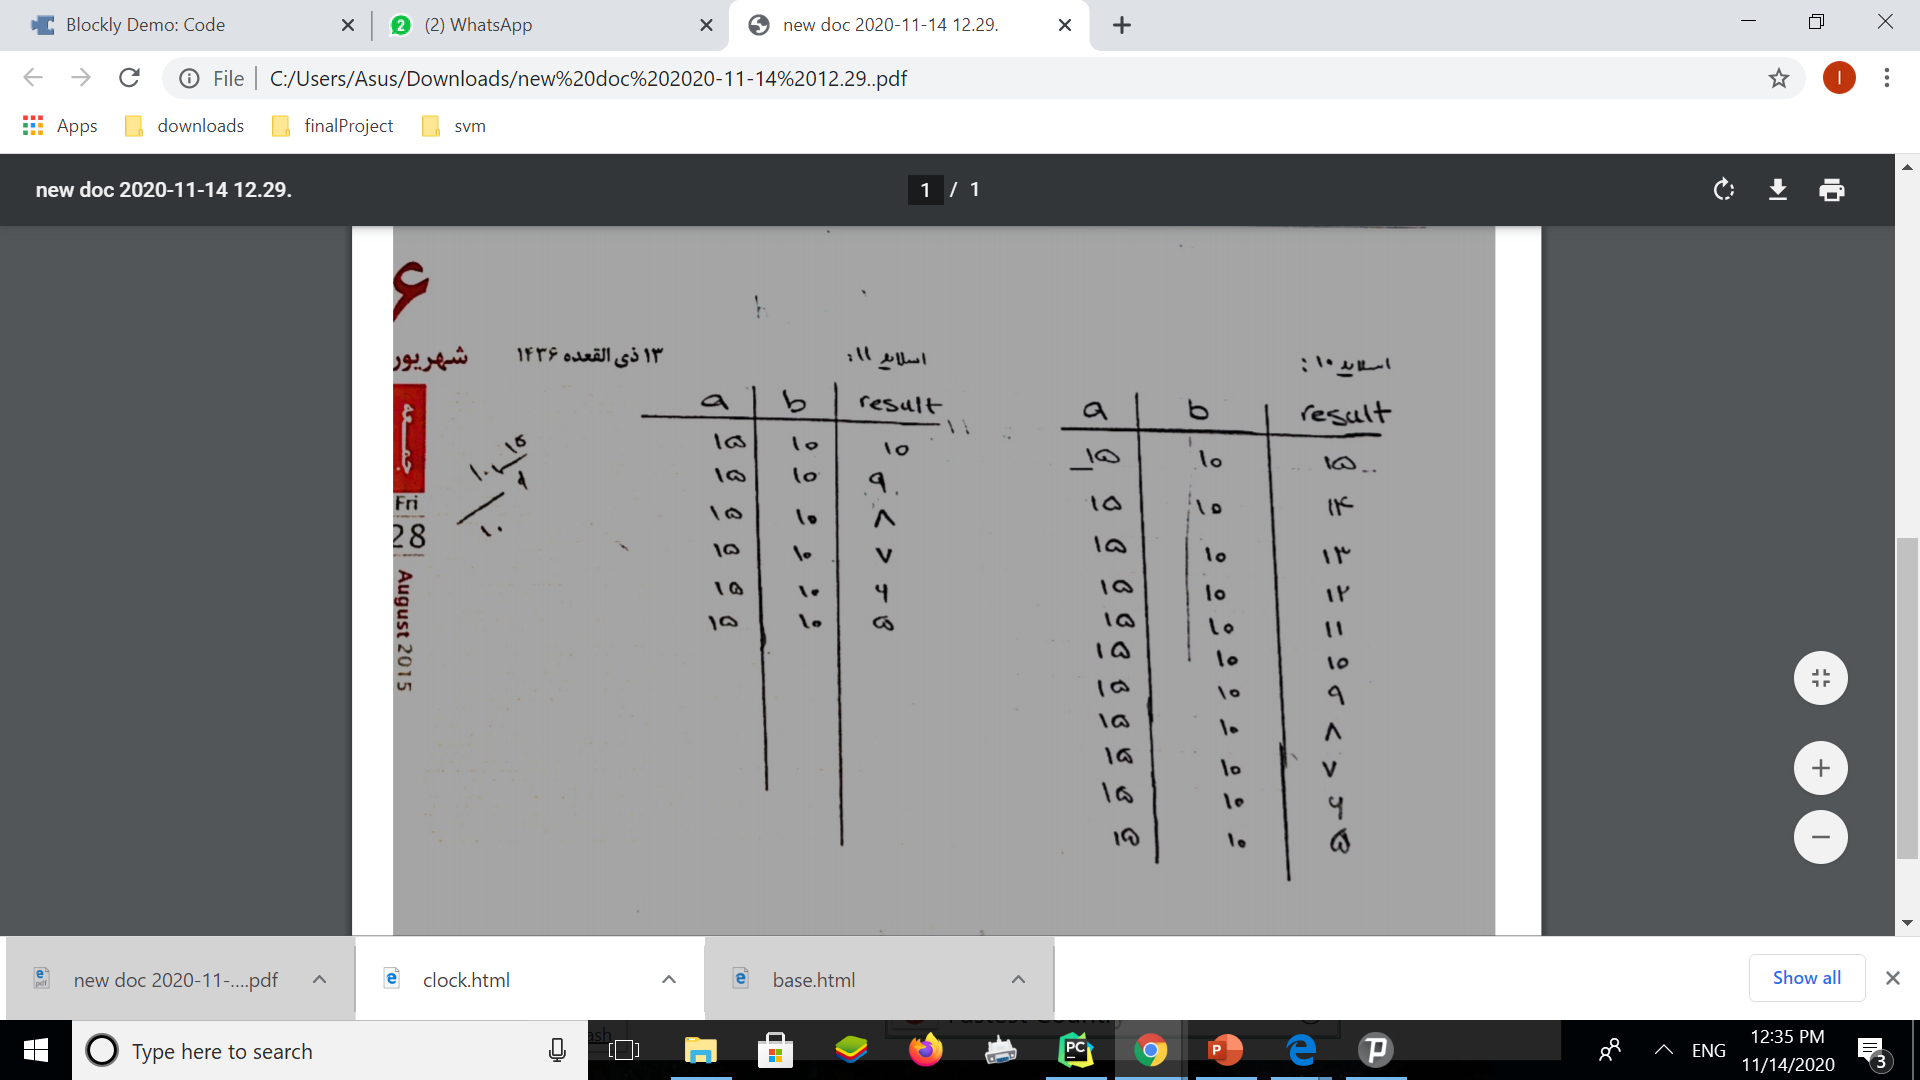 Blockly Demo: Code
(2) WhatsApp
new doc 2020-11-14 12.29.
File
C:/Users/Asus/Downloads/new%20doc%202020-11-14%2012.29..pdf
I
Apps
downloads
finalProject
svm
new doc 2020-11-14 12.29.
1 / 1
۶
شهریور
۱۳ ذی القعده ۱۴۳۶
جمعه
Fri
28
August 2015
اسلاید ۱۱:
a b result
۱۵ ۱۰ ۱۰
۱۵ ۱۰ ۹
۱۵ ۱۰ ۸
۱۵ ۱۰ ۷
۱۵ ۱۰ ۶
۱۵ ۱۰ ۵
اسلاید ۱۰:
a b result
۱۵ ۱۰ ۱۵
۱۵ ۱۰ ۱۴
۱۵ ۱۰ ۱۳
۱۵ ۱۰ ۱۲
۱۵ ۱۰ ۱۱
۱۵ ۱۰ ۱۰
۱۵ ۱۰ ۹
۱۵ ۱۰ ۸
۱۵ ۱۰ ۷
۱۵ ۱۰ ۶
۱۵ ۱۰ ۵
new doc 2020-11-....pdf
clock.html
base.html
Show all
Type here to search
ENG
12:35 PM
11/14/2020
3